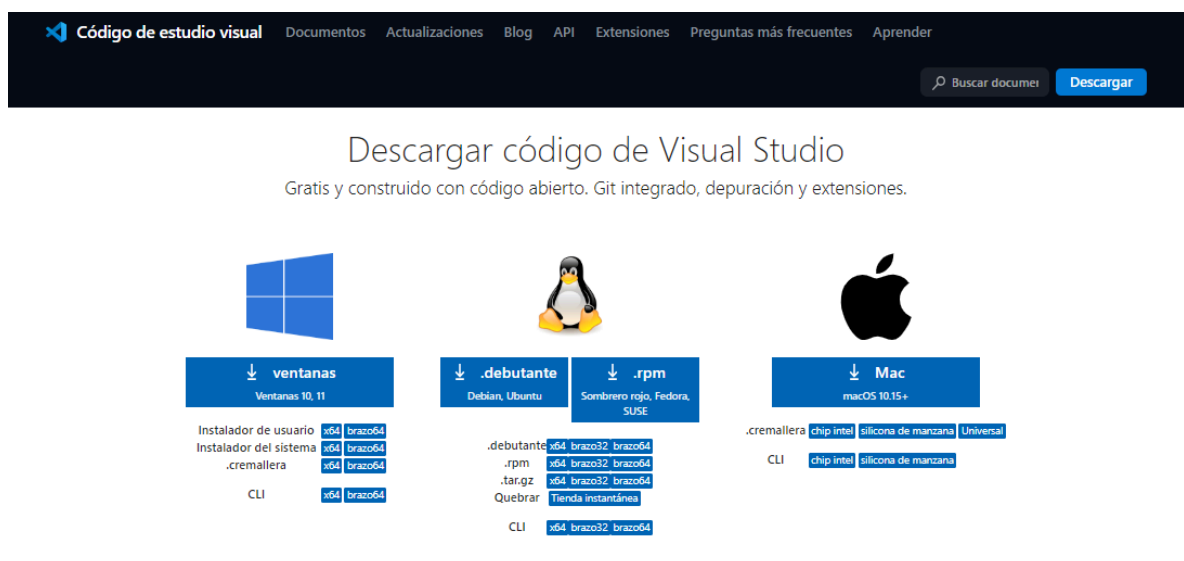 Código de estudio visual Documentos Actualizaciones Blog API Extensiones Preguntas más frecuentes Aprender
Buscar documei Descargar
Descargar código de Visual Studio
Gratis y construido con código abierto. Git integrado, depuración y extensiones.
ventanas
Ventanas 10, 11
Instalador de usuario x64 brazo64
Instalador del sistema x64 brazo64
.cremallera x64 brazo64
CLI x64 brazo64
.debutante
Debian, Ubuntu
.rpm
Sombrero rojo, Fedora,
SUSE
.debutante x64 brazo32 brazo64
.rpm x64 brazo32 brazo64
.tar.gz x64 brazo32 brazo64
Quebrar Tienda instantánea
CLI x64 brazo32 brazo64
Mac
macOS 10.15+
.cremallera chip intel silicona de manzana Universal
CLI chip intel silicona de manzana